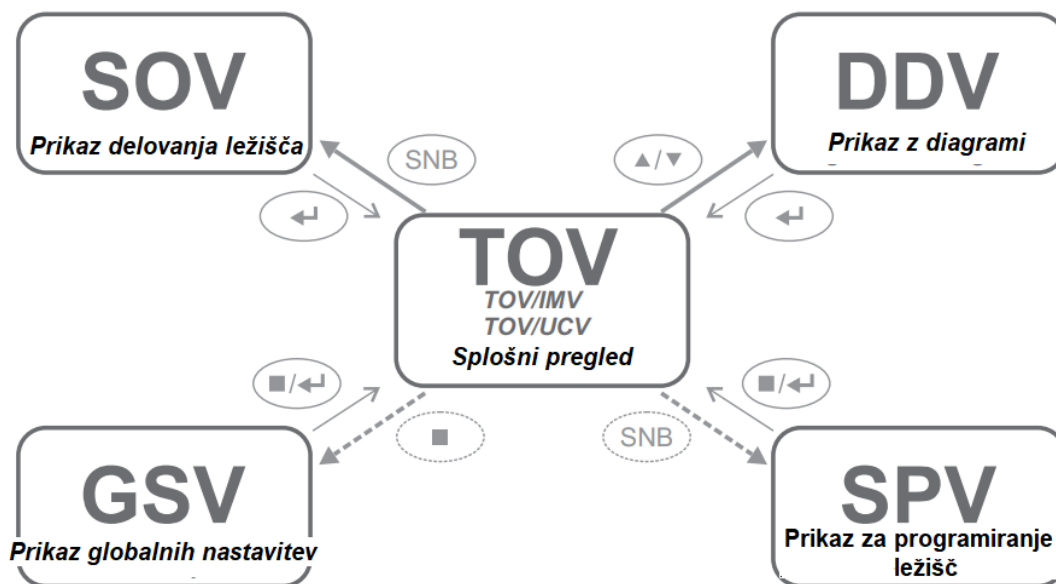 SOV
Prikaz delovanja ležišča
SNB
▲/▼
DDV
Prikaz z diagrami
↵
↵
TOV
TOV/IMV
TOV/UCV
Splošni pregled
■/↵
■
SNB
■/↵
GSV
Prikaz globalnih nastavitev
SPV
Prikaz za programiranje
ležišč